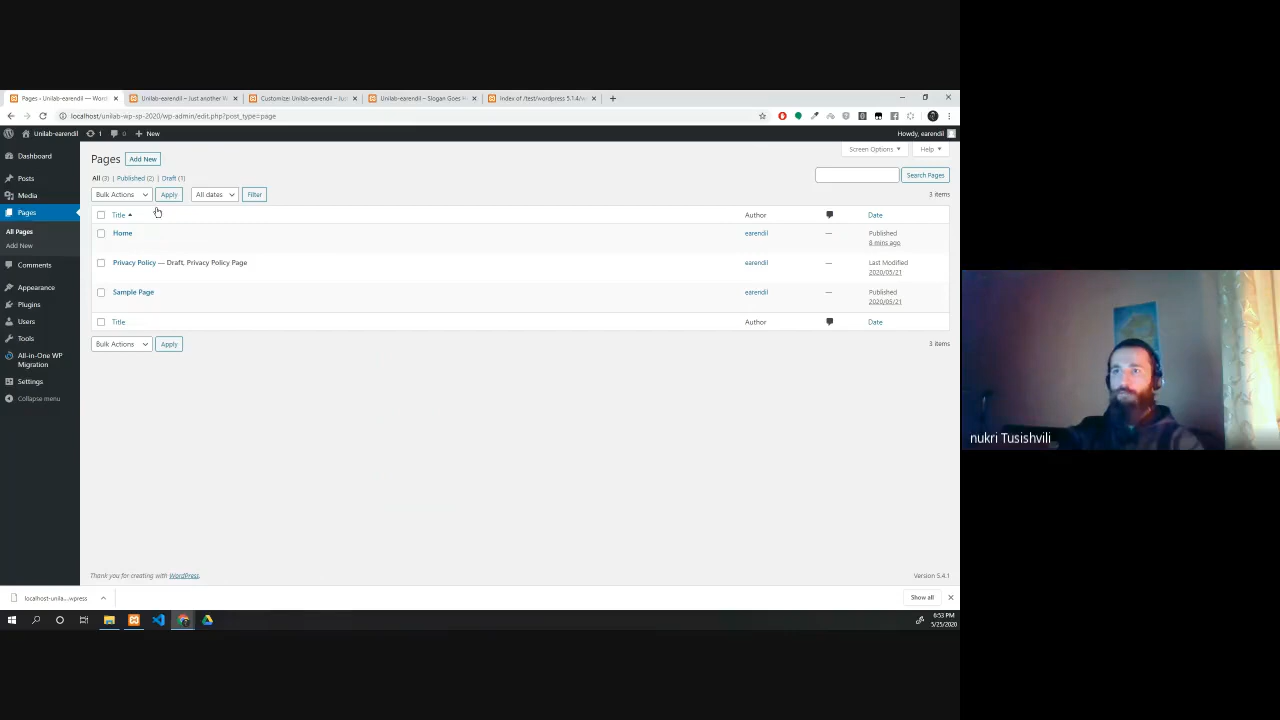 Pages ‹ Unilab-earendil — Word
Unilab-earendil – Just another W
Customize: Unilab-earendil – Jus
Unilab-earendil – Slogan Goes H
Index of /test/wordpress 5.1.4/w
localhost/unilab-wp-sp-2020/wp-admin/edit.php?post_type=page
Unilab-earendil
1
0
New
Howdy, earendil
Dashboard
Posts
Media
Pages
All Pages
Add New
Comments
Appearance
Plugins
Users
Tools
All-in-One WP
Migration
Settings
Collapse menu
Pages
Add New
Screen Options
Help
All (3) | Published (2) | Draft (1)
Search Pages
Bulk Actions
Apply
All dates
Filter
3 items
Title
Author
Date
Home
earendil
—
Published
8 mins ago
Privacy Policy — Draft, Privacy Policy Page
earendil
—
Last Modified
2020/05/21
Sample Page
earendil
—
Published
2020/05/21
Title
Author
Date
Bulk Actions
Apply
3 items
Thank you for creating with WordPress.
Version 5.4.1
localhost-unila....wpress
Show all
6:53 PM
5/25/2020
nukri Tusishvili